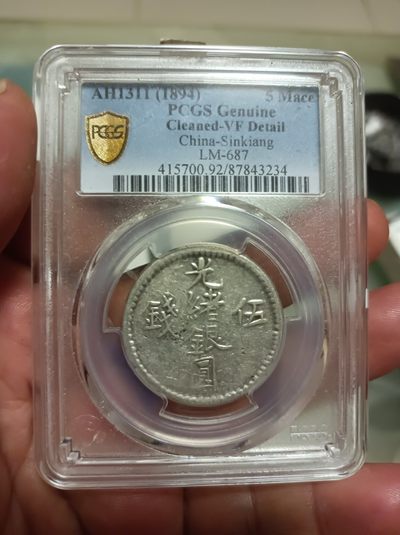 AH1311 (1894) 5 Mace
PCGS Genuine
Cleaned-VF Detail
China-Sinkiang
LM-687
415700.92/87843234
PCGS
光緒銀圓
伍錢